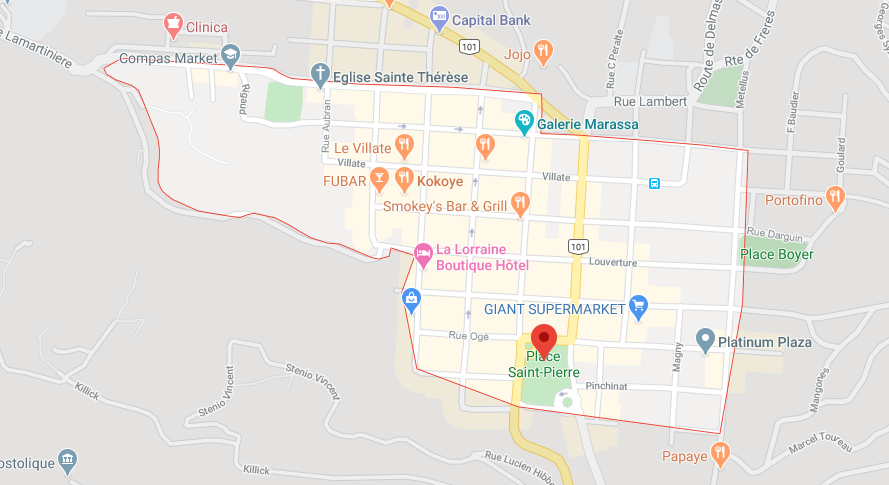 Capital Bank
Clinica
Georges
Lamartiniere
101
Jojo
Rue C Peralte
Route de Delmas
Rte de Freres
Compas Market
Eglise Sainte Thérèse
Metellus
Rigaud
Rue Aubran
Rue Lambert
F. Baudier
Galerie Marassa
Goulard
Le Villate
Villate
Villate
FUBAR
Kokoye
Smokey's Bar & Grill
Portofino
Rue Darguin
La Lorraine
Boutique Hôtel
101
Place Boyer
Louverture
GIANT SUPERMARKET
Rue Ogé
Platinum Plaza
Place
Saint-Pierre
Magny
Pinchinat
Mangones
Killick
Stenio Vincent
Stenio Vincent
Marcel Toureau
Papaye
ostolique
Killick
Rue Lucien Hibbe